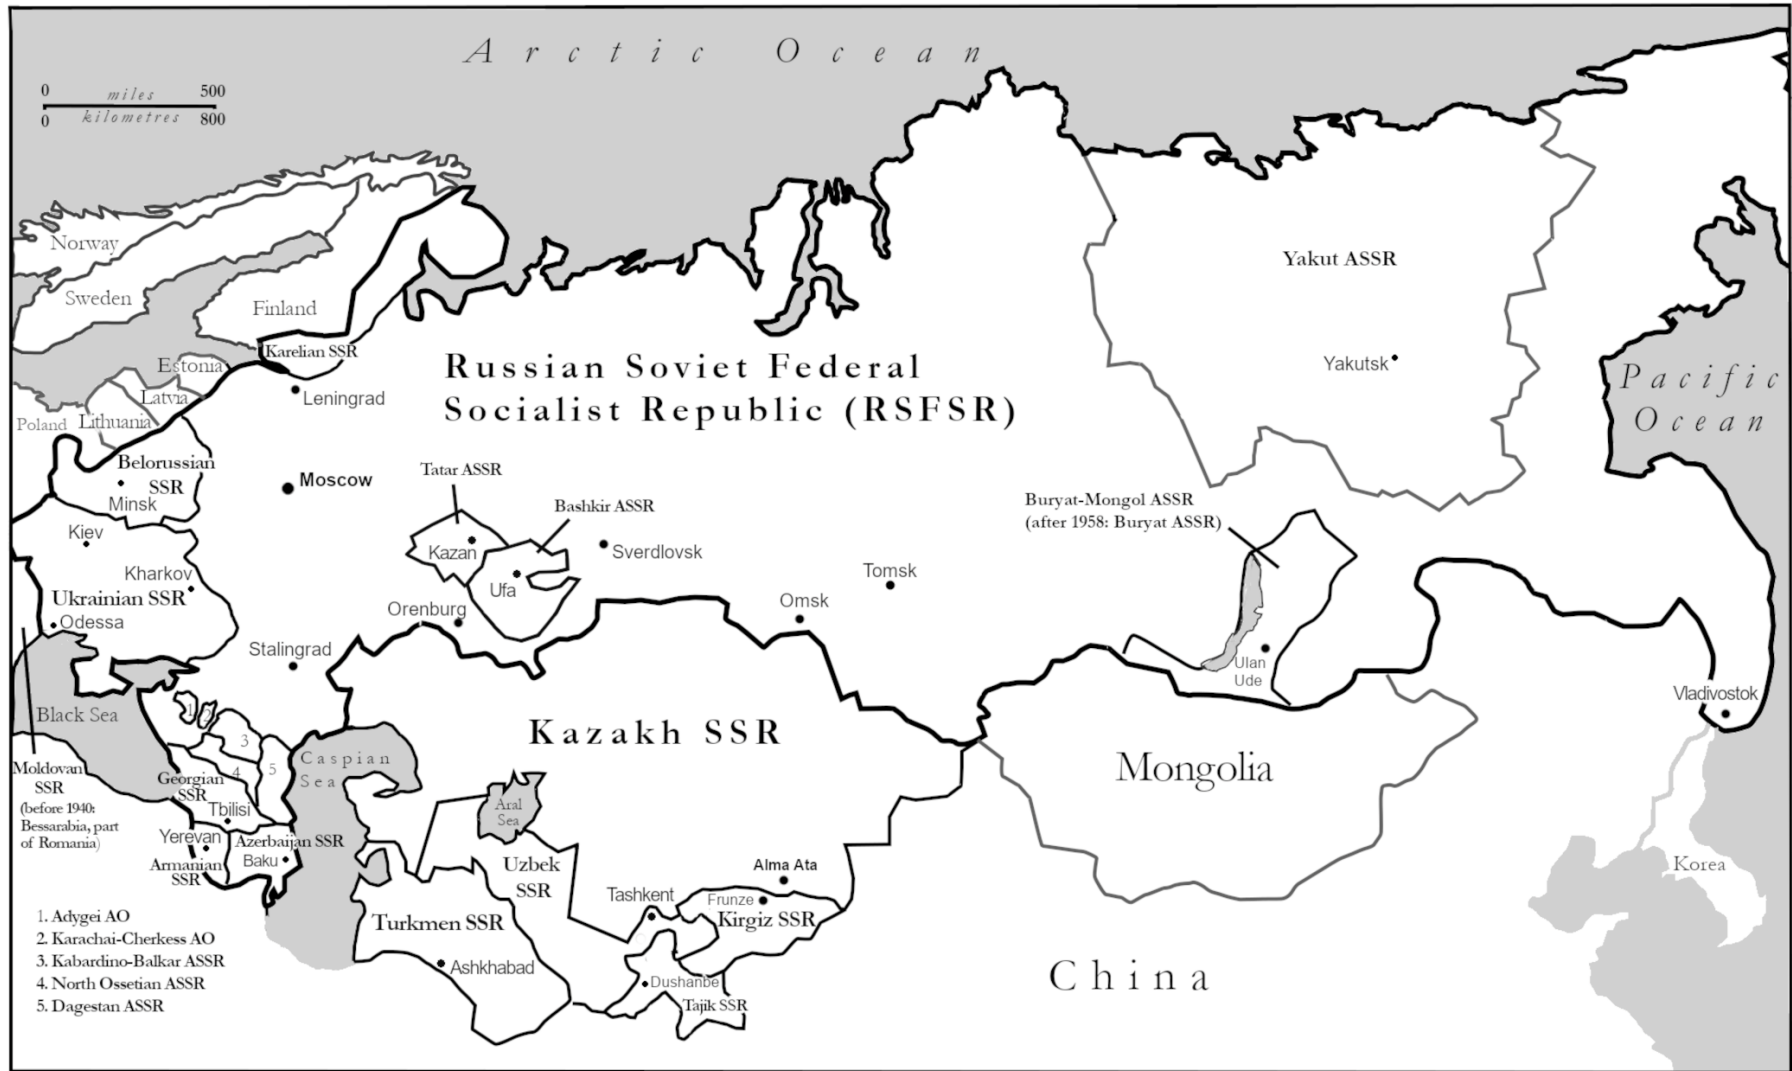 Arctic Ocean
0 miles 500
0 kilometres 800
Norway
Sweden
Finland
Karelian SSR
Estonia
Latvia
Lithuania
Poland
Leningrad
Russian Soviet Federal
Socialist Republic (RSFSR)
Yakut ASSR
Yakutsk
Pacific
Ocean
Belorussian
SSR
Minsk
Moscow
Tatar ASSR
Kazan
Bashkir ASSR
Ufa
Sverdlovsk
Buryat-Mongol ASSR
(after 1958: Buryat ASSR)
Kiev
Kharkov
Ukrainian SSR
Odessa
Orenburg
Omsk
Tomsk
Stalingrad
Ulan
Ude
Vladivostok
Black Sea
1
2
3
4
5
Caspian
Sea
Kazakh SSR
Mongolia
Moldovan
SSR
(before 1940:
Bessarabia, part
of Romania)
Georgian
SSR
Tbilisi
Yerevan
Armanian
SSR
Azerbaijan SSR
Baku
Aral
Sea
Uzbek
SSR
Tashkent
Alma Ata
Frunze
Kirgiz SSR
Korea
Turkmen SSR
Ashkhabad
Dushanbe
Tajik SSR
China
1. Adygei AO
2. Karachai-Cherkess AO
3. Kabardino-Balkar ASSR
4. North Ossetian ASSR
5. Dagestan ASSR